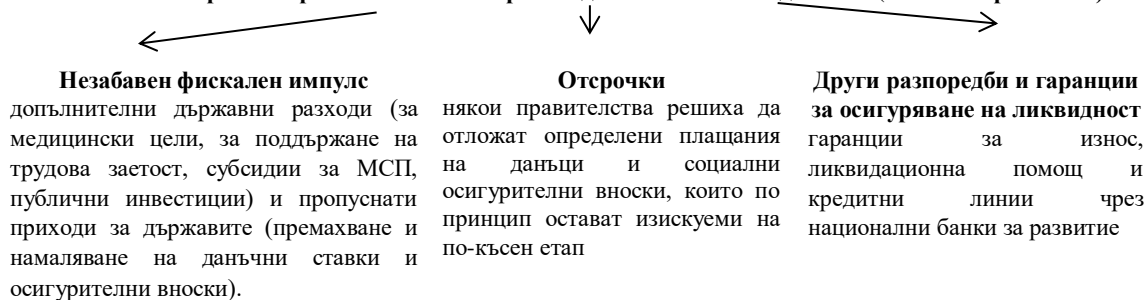 Незабавен фискален импулс
допълнителни държавни разходи (за
медицински цели, за поддържане на
трудова заетост, субсидии за МСП,
публични инвестиции) и пропуснати
приходи за държавите (премахване и
намаляване на данъчни ставки и
осигурителни вноски).
Отсрочки
някои правителства решиха да
отложат определени плащания
на данъци и социални
осигурителни вноски, които по
принцип остават изискуеми на
по-късен етап
Други разпоредби и гаранции
за осигуряване на ликвидност
гаранции за износ,
ликвидационна помощ и
кредитни линии чрез
национални банки за развитие